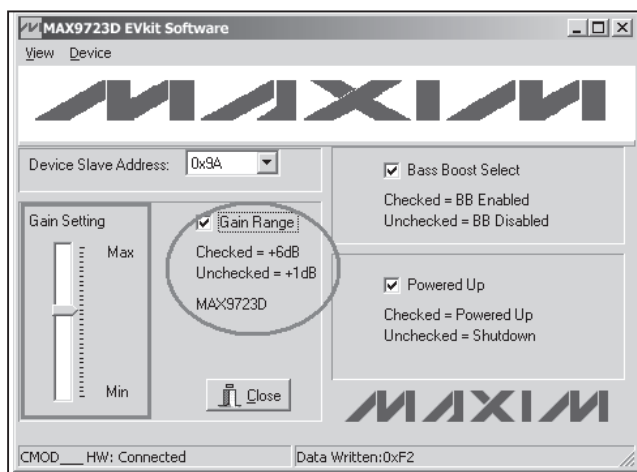 MAX9723D EVkit Software
View Device
MAXIM
Device Slave Address: 0x9A
Bass Boost Select
Checked = BB Enabled
Unchecked = BB Disabled
Gain Setting
Max
Min
Gain Range
Checked = +6dB
Unchecked = +1dB
MAX9723D
Powered Up
Checked = Powered Up
Unchecked = Shutdown
Close
MAXIM
CMOD___ HW: Connected
Data Written:0xF2